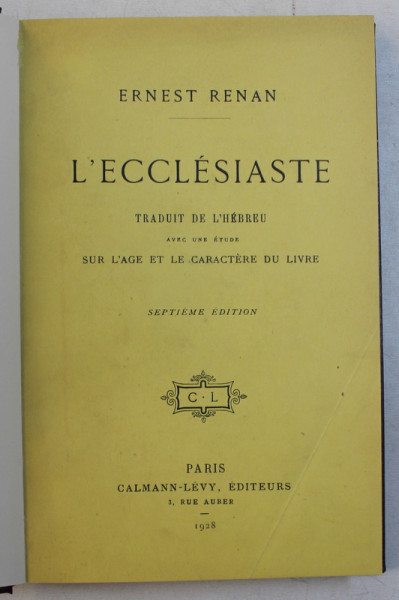 ERNEST RENAN
L'ECCLÉSIASTE
TRADUIT DE L'HÉBREU
AVEC UNE ÉTUDE
SUR L'AGE ET LE CARACTÈRE DU LIVRE
SEPTIÈME ÉDITION
C · L
PARIS
CALMANN-LÉVY, ÉDITEURS
3, RUE AUBER
1928